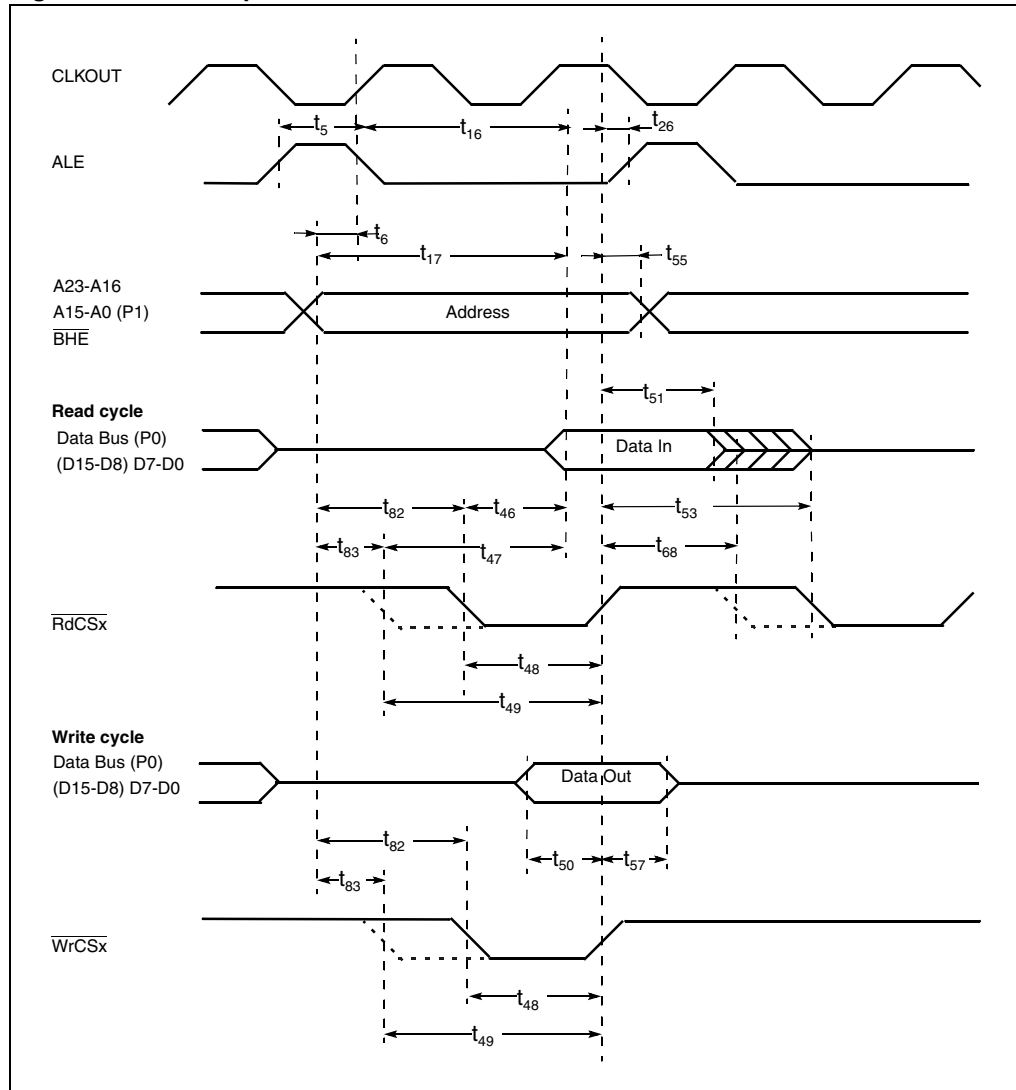 CLKOUT
t5
t16
t26
ALE
t6
t17
t55
A23-A16
A15-A0 (P1)
Address
BHE
t51
Read cycle
Data Bus (P0)
Data In
(D15-D8) D7-D0
t82
t46
t53
t83
t47
t68
RdCSx
t48
t49
Write cycle
Data Bus (P0)
Data Out
(D15-D8) D7-D0
t82
t50
t57
t83
WrCSx
t48
t49